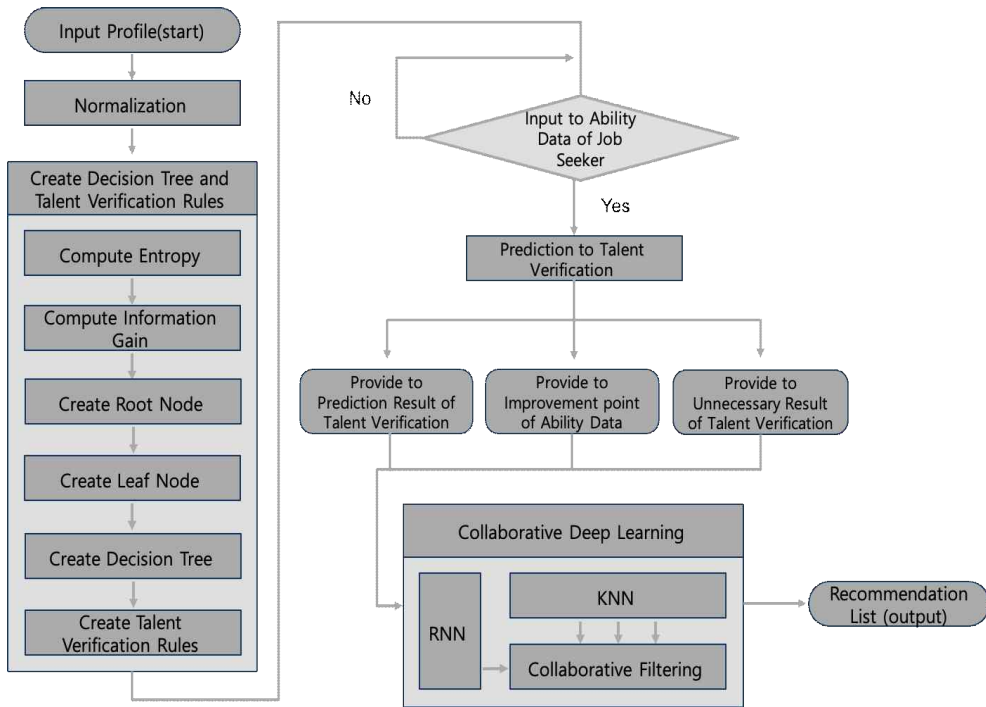 Input Profile(start)
Normalization
Create Decision Tree and
Talent Verification Rules
Compute Entropy
Compute Information
Gain
Create Root Node
Create Leaf Node
Create Decision Tree
Create Talent
Verification Rules
No
Input to Ability
Data of Job
Seeker
Yes
Prediction to Talent
Verification
Provide to
Prediction Result of
Talent Verification
Provide to
Improvement point
of Ability Data
Provide to
Unnecessary Result
of Talent Verification
Collaborative Deep Learning
RNN
KNN
Collaborative Filtering
Recommendation
List (output)